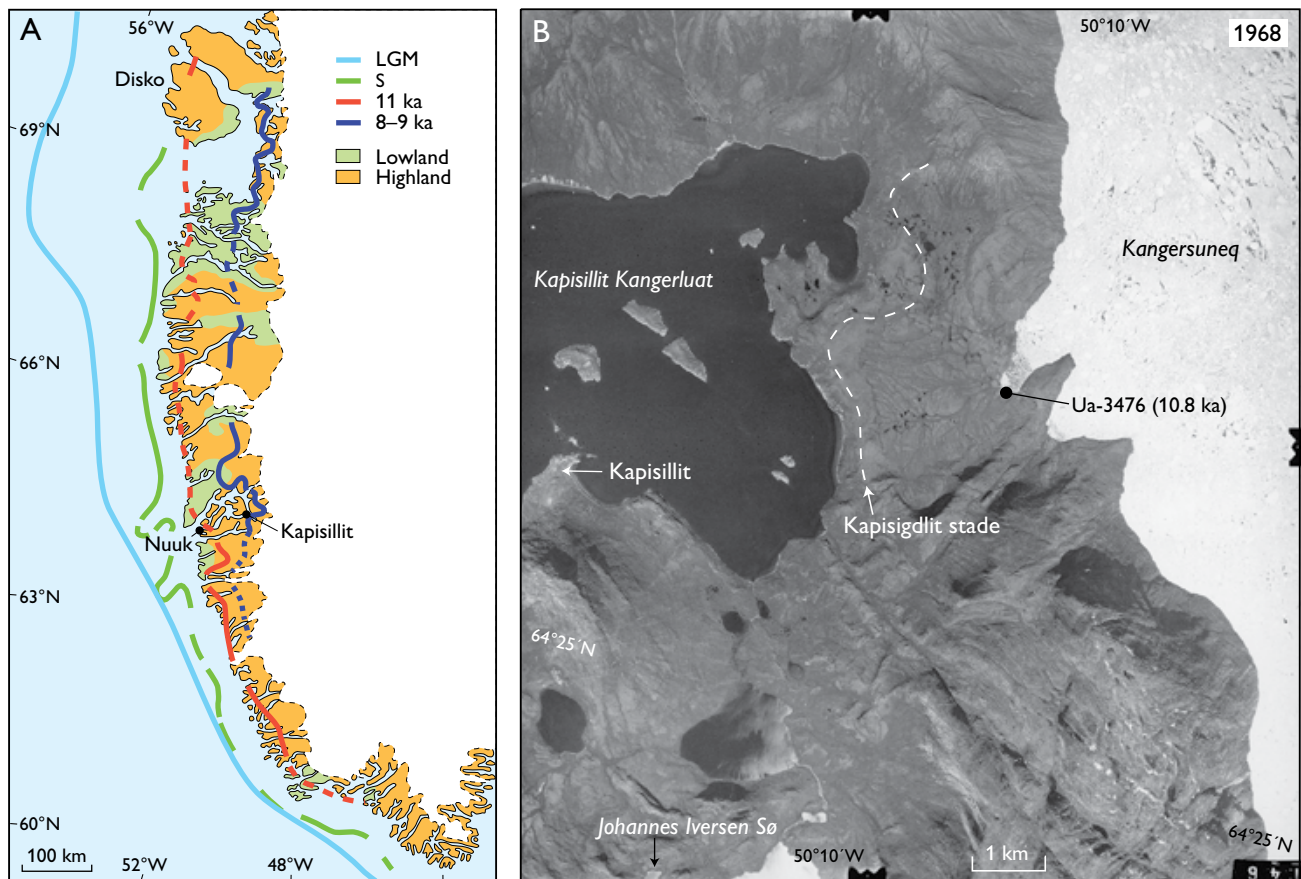 A
56°W
Disko
LGM
S
11 ka
8–9 ka
Lowland
Highland
69°N
66°N
Nuuk
Kapisillit
63°N
60°N
100 km
52°W
48°W
B
50°10´W
1968
Kapisillit Kangerluat
Kangersuneq
Ua-3476 (10.8 ka)
Kapisillit
Kapisigdlit stade
64°25´N
Johannes Iversen Sø
50°10´W
1 km
64°25´N